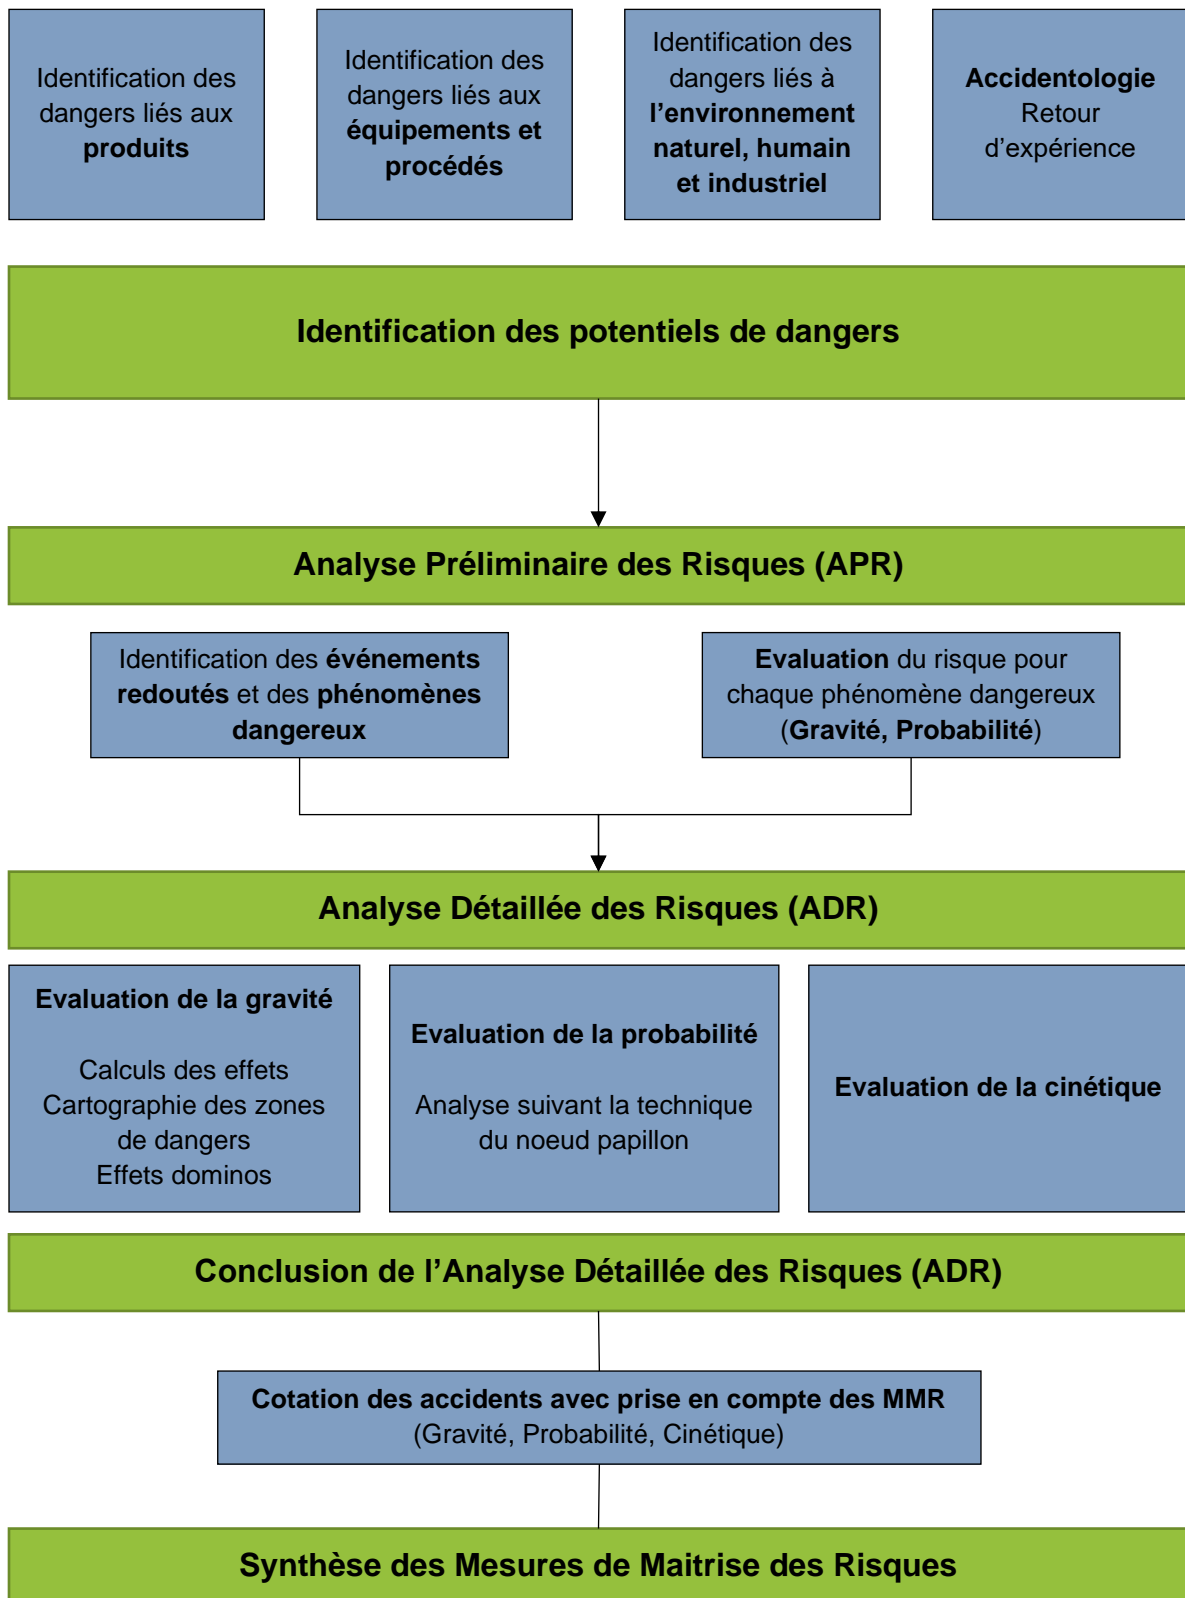 Identification des
dangers liés aux
produits
Identification des
dangers liés aux
équipements et
procédés
Identification des
dangers liés à
l’environnement
naturel, humain
et industriel
Accidentologie
Retour
d’expérience
Identification des potentiels de dangers
Analyse Préliminaire des Risques (APR)
Identification des événements
redoutés et des phénomènes
dangereux
Evaluation du risque pour
chaque phénomène dangereux
(Gravité, Probabilité)
Analyse Détaillée des Risques (ADR)
Evaluation de la gravité
Calculs des effets
Cartographie des zones
de dangers
Effets dominos
Evaluation de la probabilité
Analyse suivant la technique
du noeud papillon
Evaluation de la cinétique
Conclusion de l’Analyse Détaillée des Risques (ADR)
Cotation des accidents avec prise en compte des MMR
(Gravité, Probabilité, Cinétique)
Synthèse des Mesures de Maitrise des Risques